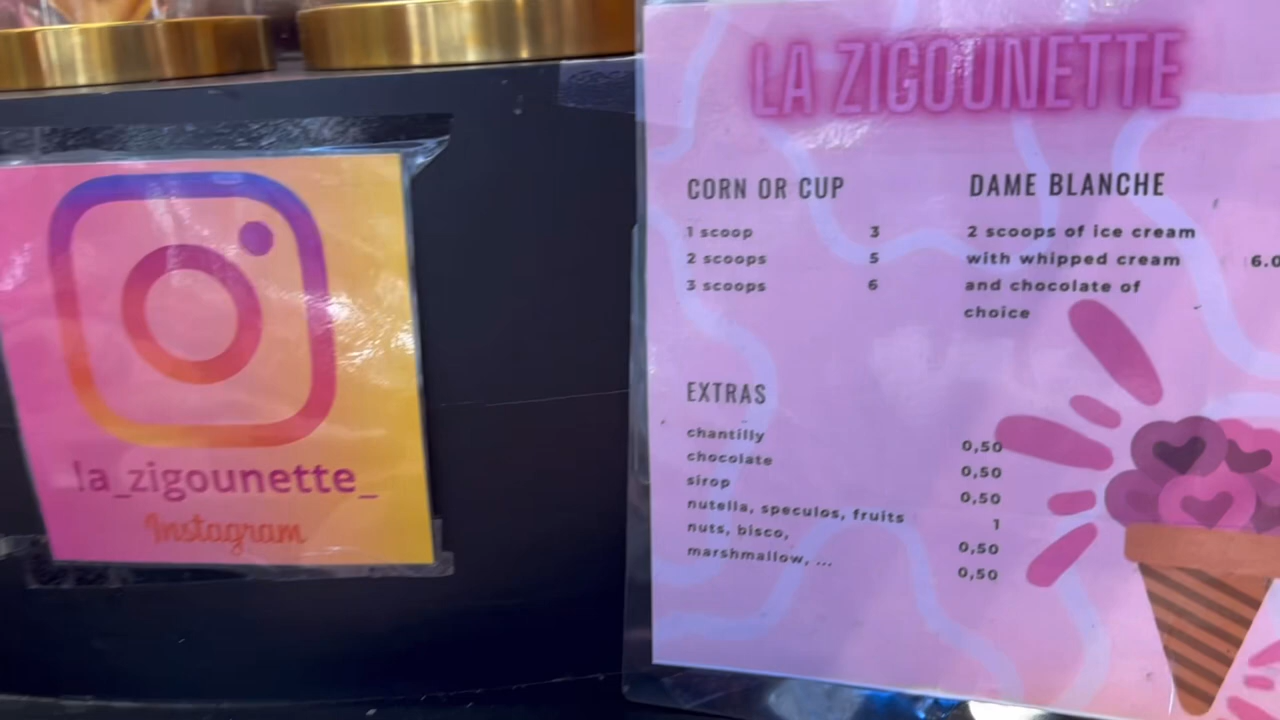 la_zigounette_
Instagram
LA ZIGOUNETTE
CORN OR CUP
1 scoop 3
2 scoops 5
3 scoops 6
DAME BLANCHE
2 scoops of ice cream
with whipped cream 6.0
and chocolate of
choice
EXTRAS
chantilly 0,50
chocolate 0,50
sirop 0,50
nutella, speculos, fruits 1
nuts, bisco, 0,50
marshmallow, ... 0,50